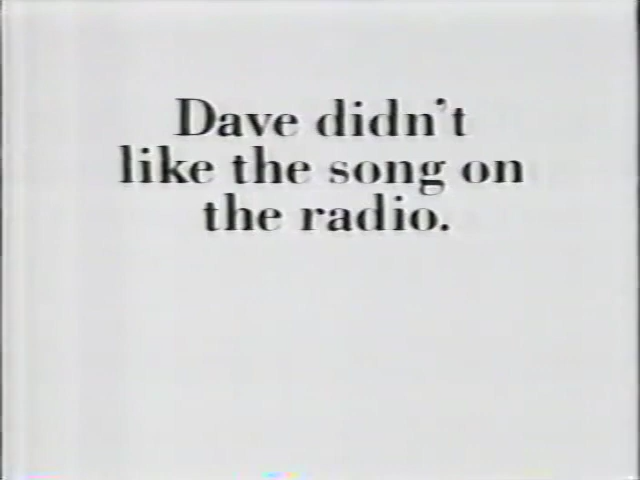 Dave didn't
like the song on
the radio.